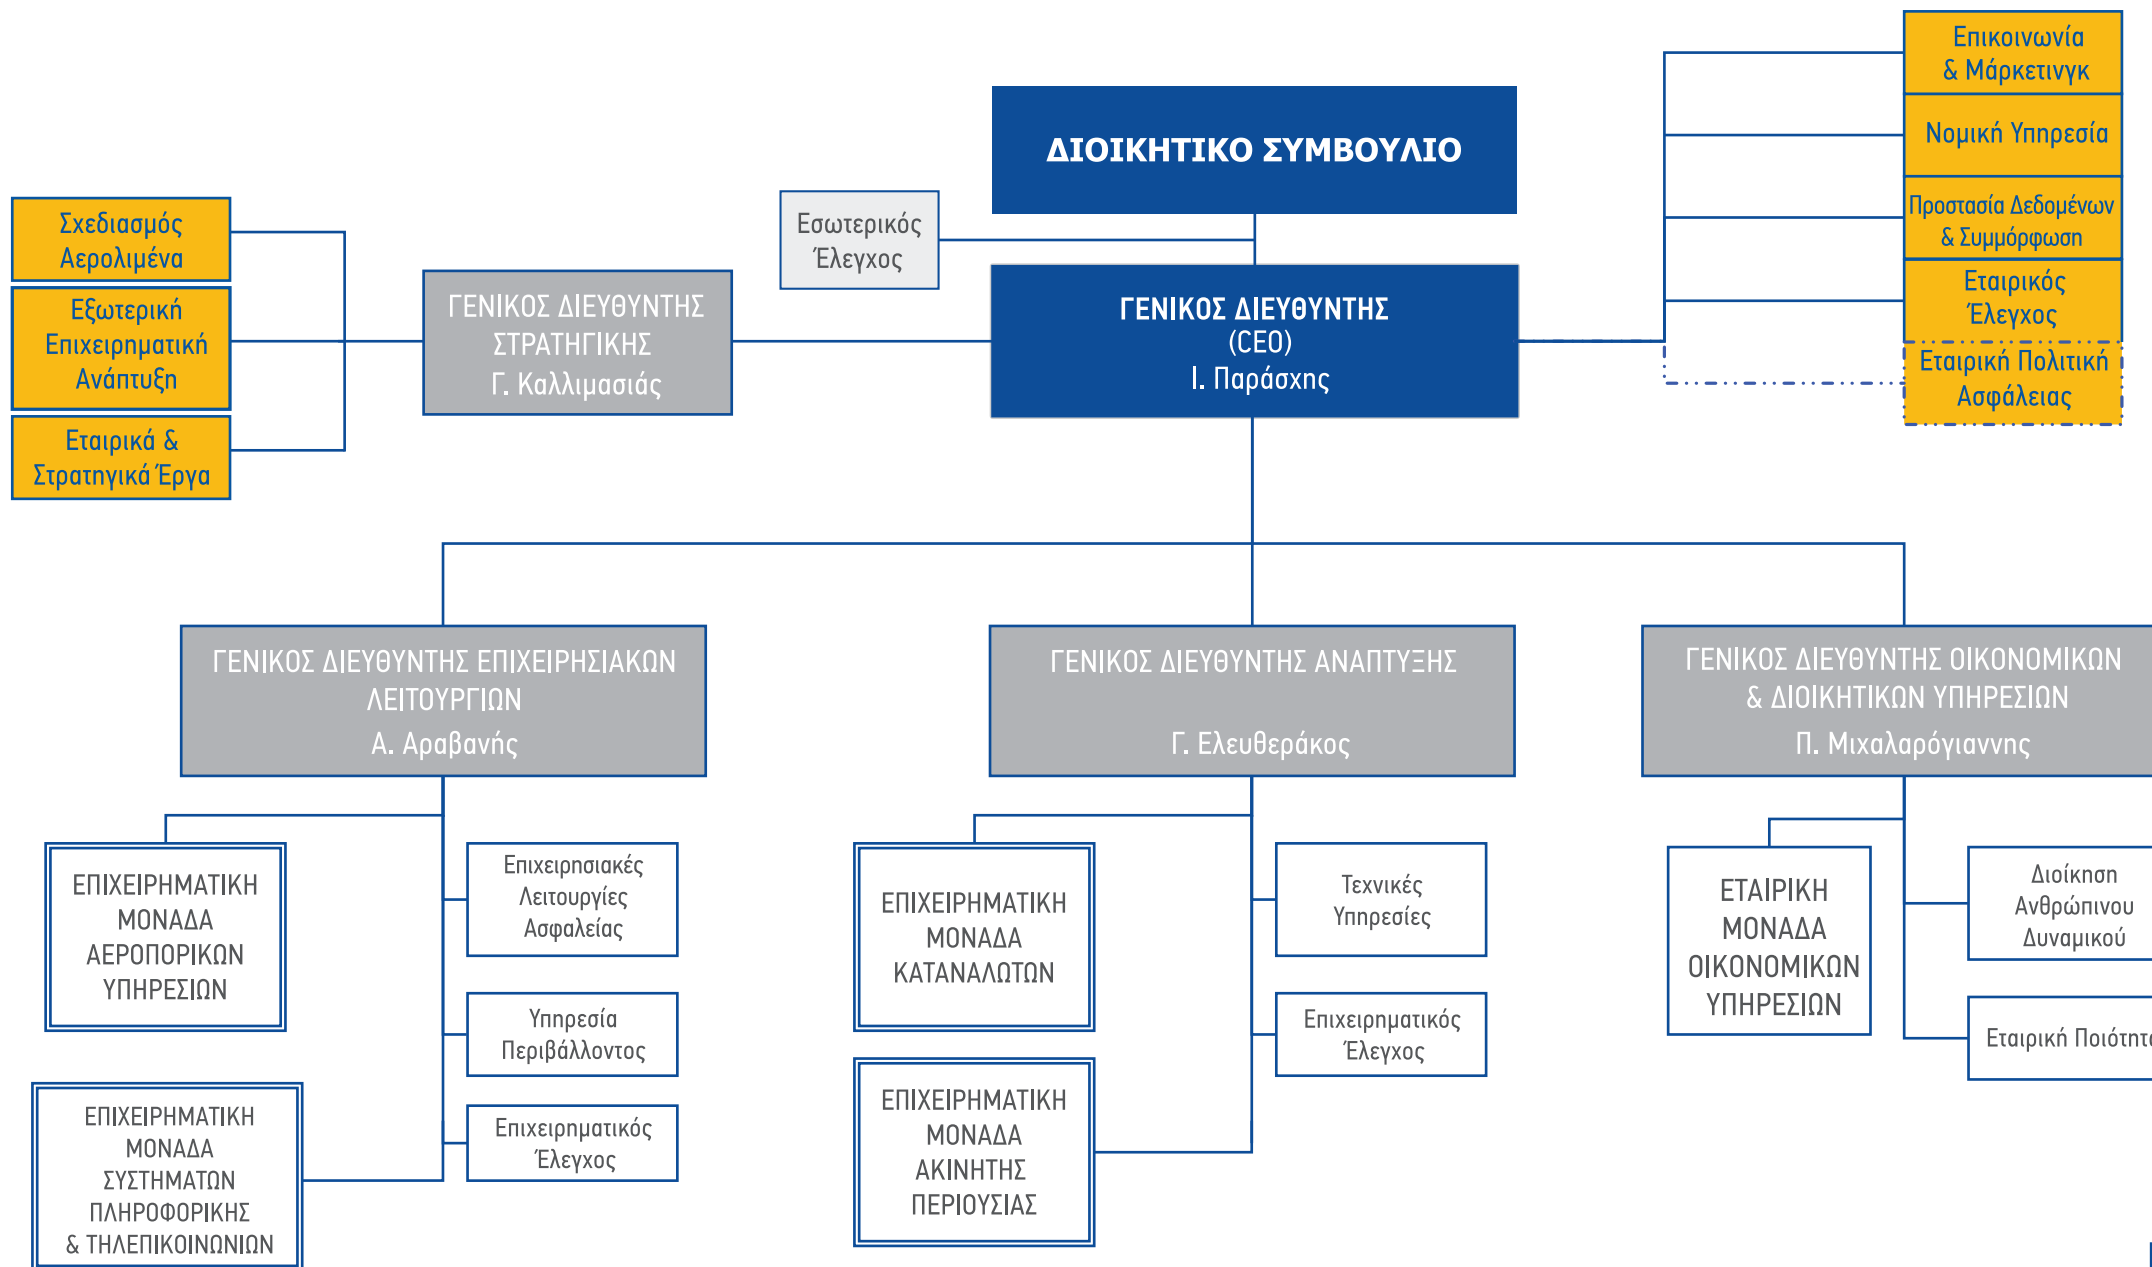 Επικοινωνία
& Μάρκετινγκ
Νομική Υπηρεσία
Προστασία Δεδομένων
& Συμμόρφωση
Εταιρικός
Έλεγχος
Εταιρική Πολιτική
Ασφάλειας
ΔΙΟΙΚΗΤΙΚΟ ΣΥΜΒΟΥΛΙΟ
Εσωτερικός
Έλεγχος
ΓΕΝΙΚΟΣ ΔΙΕΥΘΥΝΤΗΣ
(CEO)
Ι. Παράσχης
ΓΕΝΙΚΟΣ ΔΙΕΥΘΥΝΤΗΣ
ΣΤΡΑΤΗΓΙΚΗΣ
Γ. Καλλιμασιάς
Σχεδιασμός
Αερολιμένα
Εξωτερική
Επιχειρηματική
Ανάπτυξη
Εταιρικά &
Στρατηγικά Έργα
ΓΕΝΙΚΟΣ ΔΙΕΥΘΥΝΤΗΣ ΕΠΙΧΕΙΡΗΣΙΑΚΩΝ
ΛΕΙΤΟΥΡΓΙΩΝ
Α. Αραβανής
ΕΠΙΧΕΙΡΗΜΑΤΙΚΗ
ΜΟΝΑΔΑ
ΑΕΡΟΠΟΡΙΚΩΝ
ΥΠΗΡΕΣΙΩΝ
ΕΠΙΧΕΙΡΗΜΑΤΙΚΗ
ΜΟΝΑΔΑ
ΣΥΣΤΗΜΑΤΩΝ
ΠΛΗΡΟΦΟΡΙΚΗΣ
& ΤΗΛΕΠΙΚΟΙΝΩΝΙΩΝ
Επιχειρησιακές
Λειτουργίες
Ασφαλείας
Υπηρεσία
Περιβάλλοντος
Επιχειρηματικός
Έλεγχος
ΓΕΝΙΚΟΣ ΔΙΕΥΘΥΝΤΗΣ ΑΝΑΠΤΥΞΗΣ
Γ. Ελευθεράκος
ΕΠΙΧΕΙΡΗΜΑΤΙΚΗ
ΜΟΝΑΔΑ
ΚΑΤΑΝΑΛΩΤΩΝ
ΕΠΙΧΕΙΡΗΜΑΤΙΚΗ
ΜΟΝΑΔΑ
ΑΚΙΝΗΤΗΣ
ΠΕΡΙΟΥΣΙΑΣ
Τεχνικές
Υπηρεσίες
Επιχειρηματικός
Έλεγχος
ΓΕΝΙΚΟΣ ΔΙΕΥΘΥΝΤΗΣ ΟΙΚΟΝΟΜΙΚΩΝ
& ΔΙΟΙΚΗΤΙΚΩΝ ΥΠΗΡΕΣΙΩΝ
Π. Μιχαλαρόγιαννης
ΕΤΑΙΡΙΚΗ
ΜΟΝΑΔΑ
ΟΙΚΟΝΟΜΙΚΩΝ
ΥΠΗΡΕΣΙΩΝ
Διοίκηση
Ανθρώπινου
Δυναμικού
Εταιρική Ποιότητα